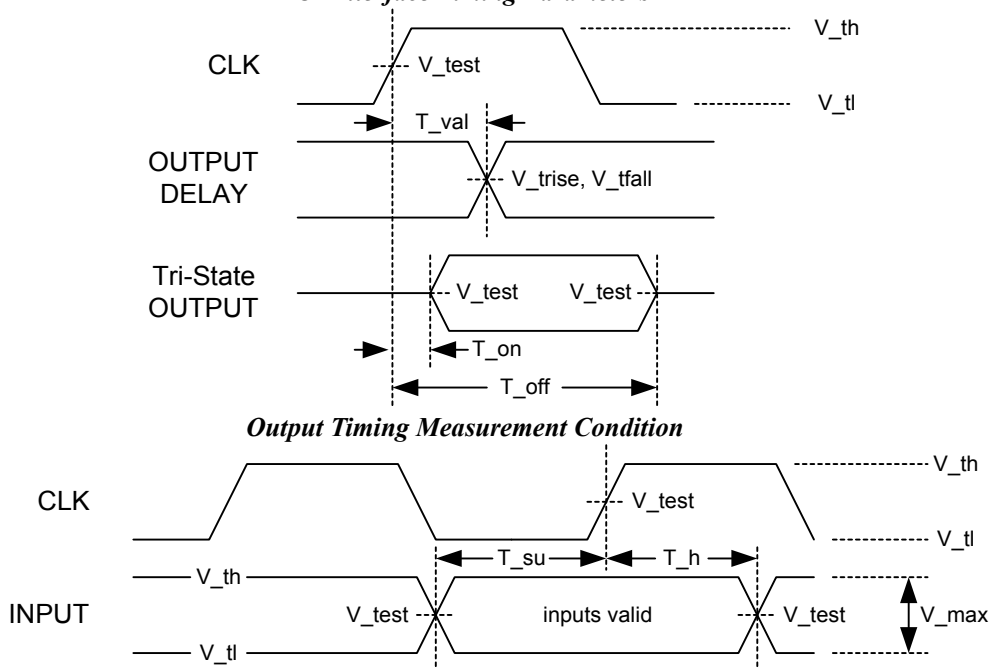 V_th
CLK
V_test
V_tl
T_val
OUTPUT
DELAY
V_trise, V_tfall
Tri-State
OUTPUT
V_test
V_test
T_on
T_off
Output Timing Measurement Condition
V_th
CLK
V_test
V_tl
T_su
T_h
V_th
INPUT
V_test
inputs valid
V_test
V_max
V_tl